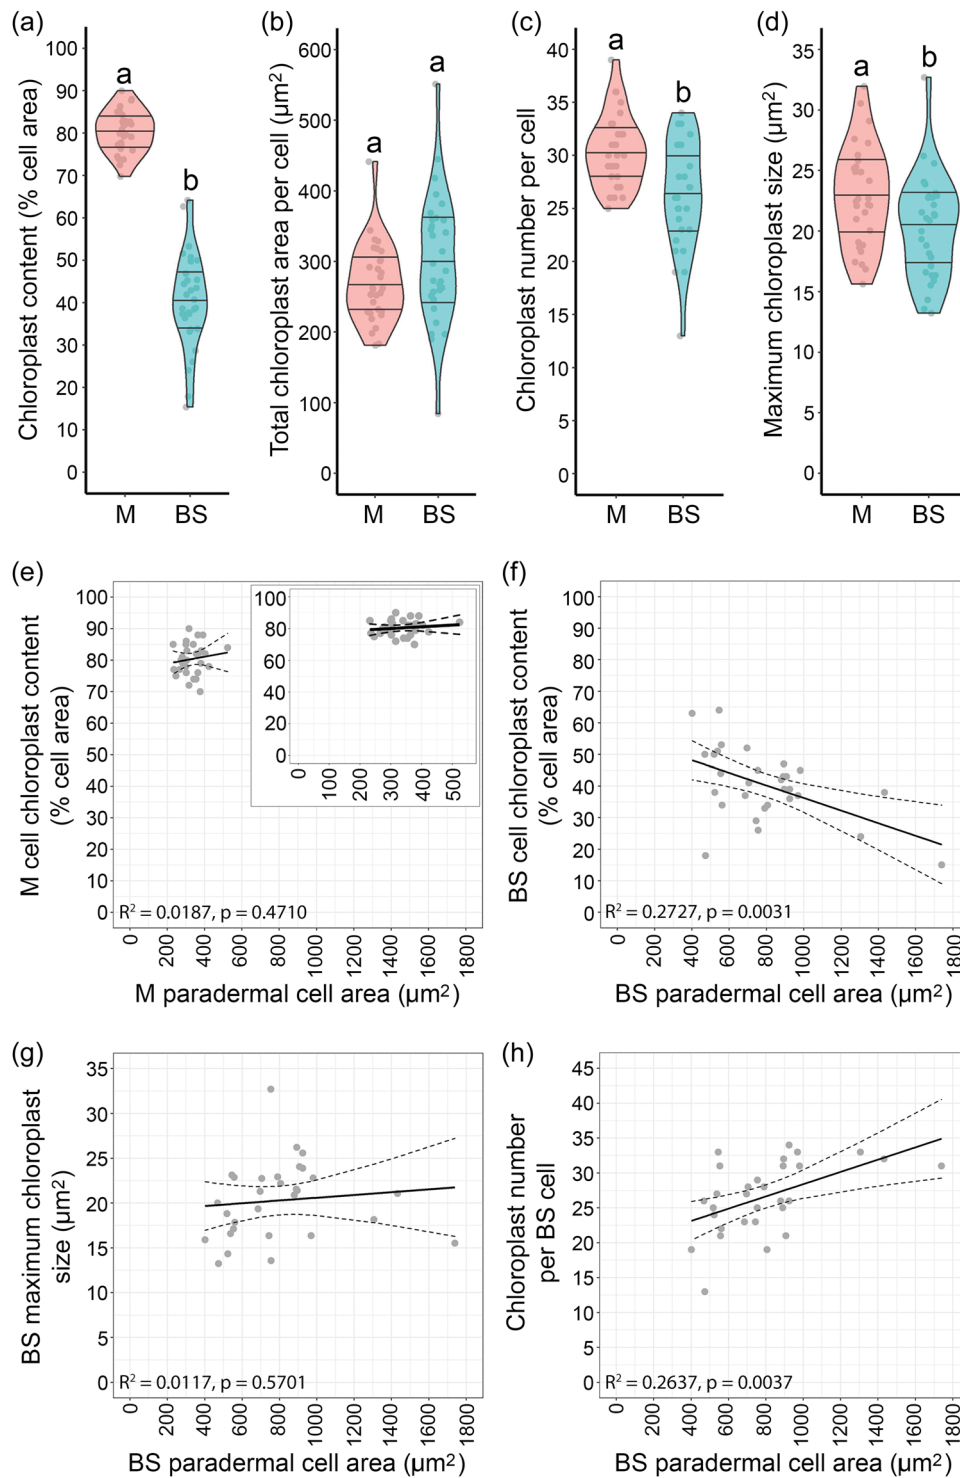 (a) (b) (c) (d)
Chloroplast content (% cell area)
100
90
80
70
60
50
40
30
20
10
0
a
b
M BS
Total chloroplast area per cell (µm²)
600
500
400
300
200
100
0
a
a
M BS
Chloroplast number per cell
40
35
30
25
20
15
10
5
0
a
b
M BS
Maximum chloroplast size (µm²)
35
30
25
20
15
10
5
0
a
b
M BS
(e)
M cell chloroplast content
(% cell area)
100
90
80
70
60
50
40
30
20
10
0
100
80
60
40
20
0
0 100 200 300 400 500
R² = 0.0187, p = 0.4710
0 200 400 600 800 1000 1200 1400 1600 1800
M paradermal cell area (µm²)
(f)
BS cell chloroplast content
(% cell area)
100
90
80
70
60
50
40
30
20
10
0
R² = 0.2727, p = 0.0031
0 200 400 600 800 1000 1200 1400 1600 1800
BS paradermal cell area (µm²)
(g)
BS maximum chloroplast
size (µm²)
35
30
25
20
15
10
5
0
R² = 0.0117, p = 0.5701
0 200 400 600 800 1000 1200 1400 1600 1800
BS paradermal cell area (µm²)
(h)
Chloroplast number
per BS cell
45
40
35
30
25
20
15
10
5
0
R² = 0.2637, p = 0.0037
0 200 400 600 800 1000 1200 1400 1600 1800
BS paradermal cell area (µm²)